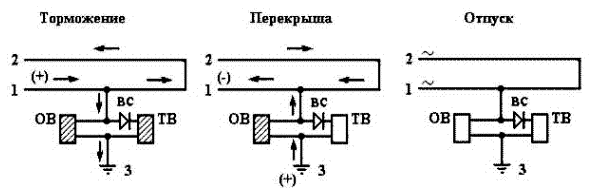 Торможение Перекрыша Отпуск
2 2 2 ~
(+) (-) ~
1 1 1
ОВ ВС ТВ ОВ ВС ТВ ОВ ВС ТВ
3 3 3
(+)